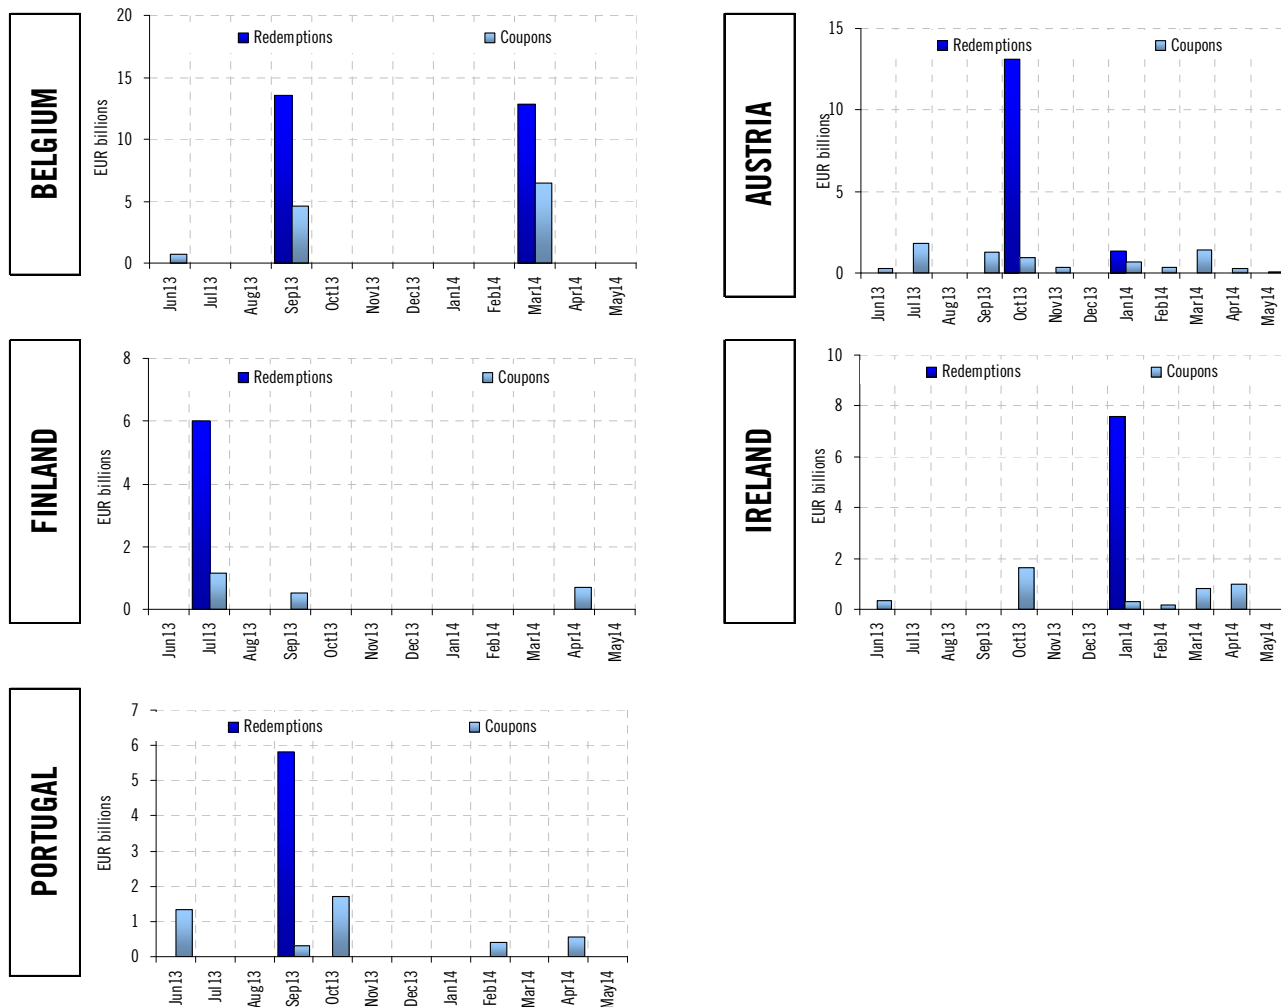 BELGIUM
EUR billions
20
15
10
5
0
Redemptions
Coupons
Jun13
Jul13
Aug13
Sep13
Oct13
Nov13
Dec13
Jan14
Feb14
Mar14
Apr14
May14
AUSTRIA
EUR billions
15
10
5
0
Redemptions
Coupons
Jun13
Jul13
Aug13
Sep13
Oct13
Nov13
Dec13
Jan14
Feb14
Mar14
Apr14
May14
FINLAND
EUR billions
8
6
4
2
0
Redemptions
Coupons
Jun13
Jul13
Aug13
Sep13
Oct13
Nov13
Dec13
Jan14
Feb14
Mar14
Apr14
May14
IRELAND
EUR billions
10
8
6
4
2
0
Redemptions
Coupons
Jun13
Jul13
Aug13
Sep13
Oct13
Nov13
Dec13
Jan14
Feb14
Mar14
Apr14
May14
PORTUGAL
EUR billions
7
6
5
4
3
2
1
0
Redemptions
Coupons
Jun13
Jul13
Aug13
Sep13
Oct13
Nov13
Dec13
Jan14
Feb14
Mar14
Apr14
May14